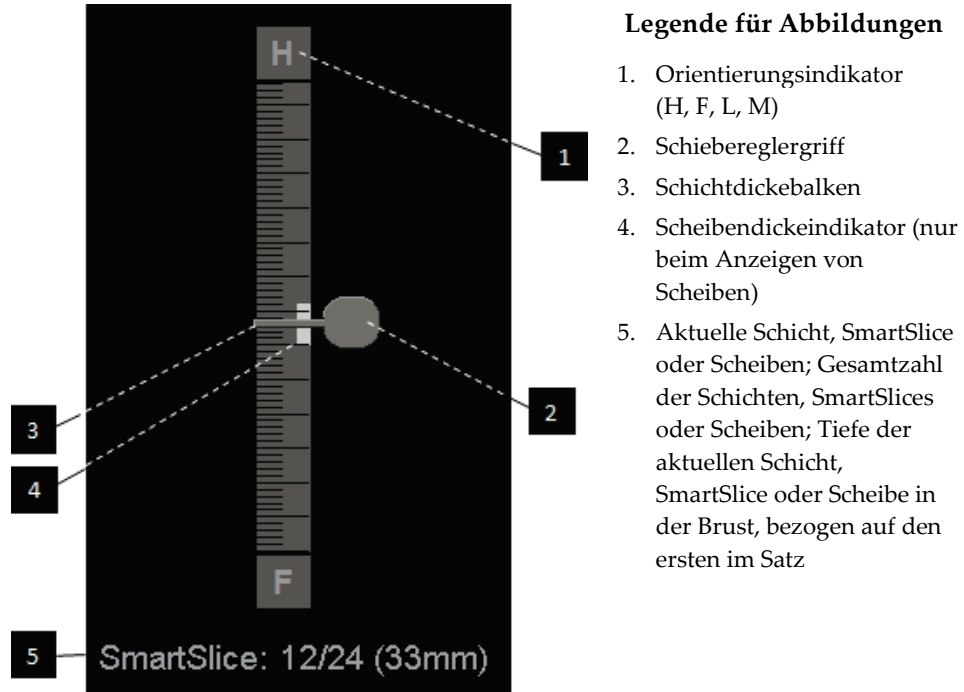 H
1
2
3
4
F
5
SmartSlice: 12/24 (33mm)
Legende für Abbildungen
1. Orientierungsindikator
(H, F, L, M)
2. Schiebereglergriff
3. Schichtdickebalken
4. Scheibendickeindikator (nur
beim Anzeigen von
Scheiben)
5. Aktuelle Schicht, SmartSlice
oder Scheiben; Gesamtzahl
der Schichten, SmartSlices
oder Scheiben; Tiefe der
aktuellen Schicht,
SmartSlice oder Scheibe in
der Brust, bezogen auf den
ersten im Satz